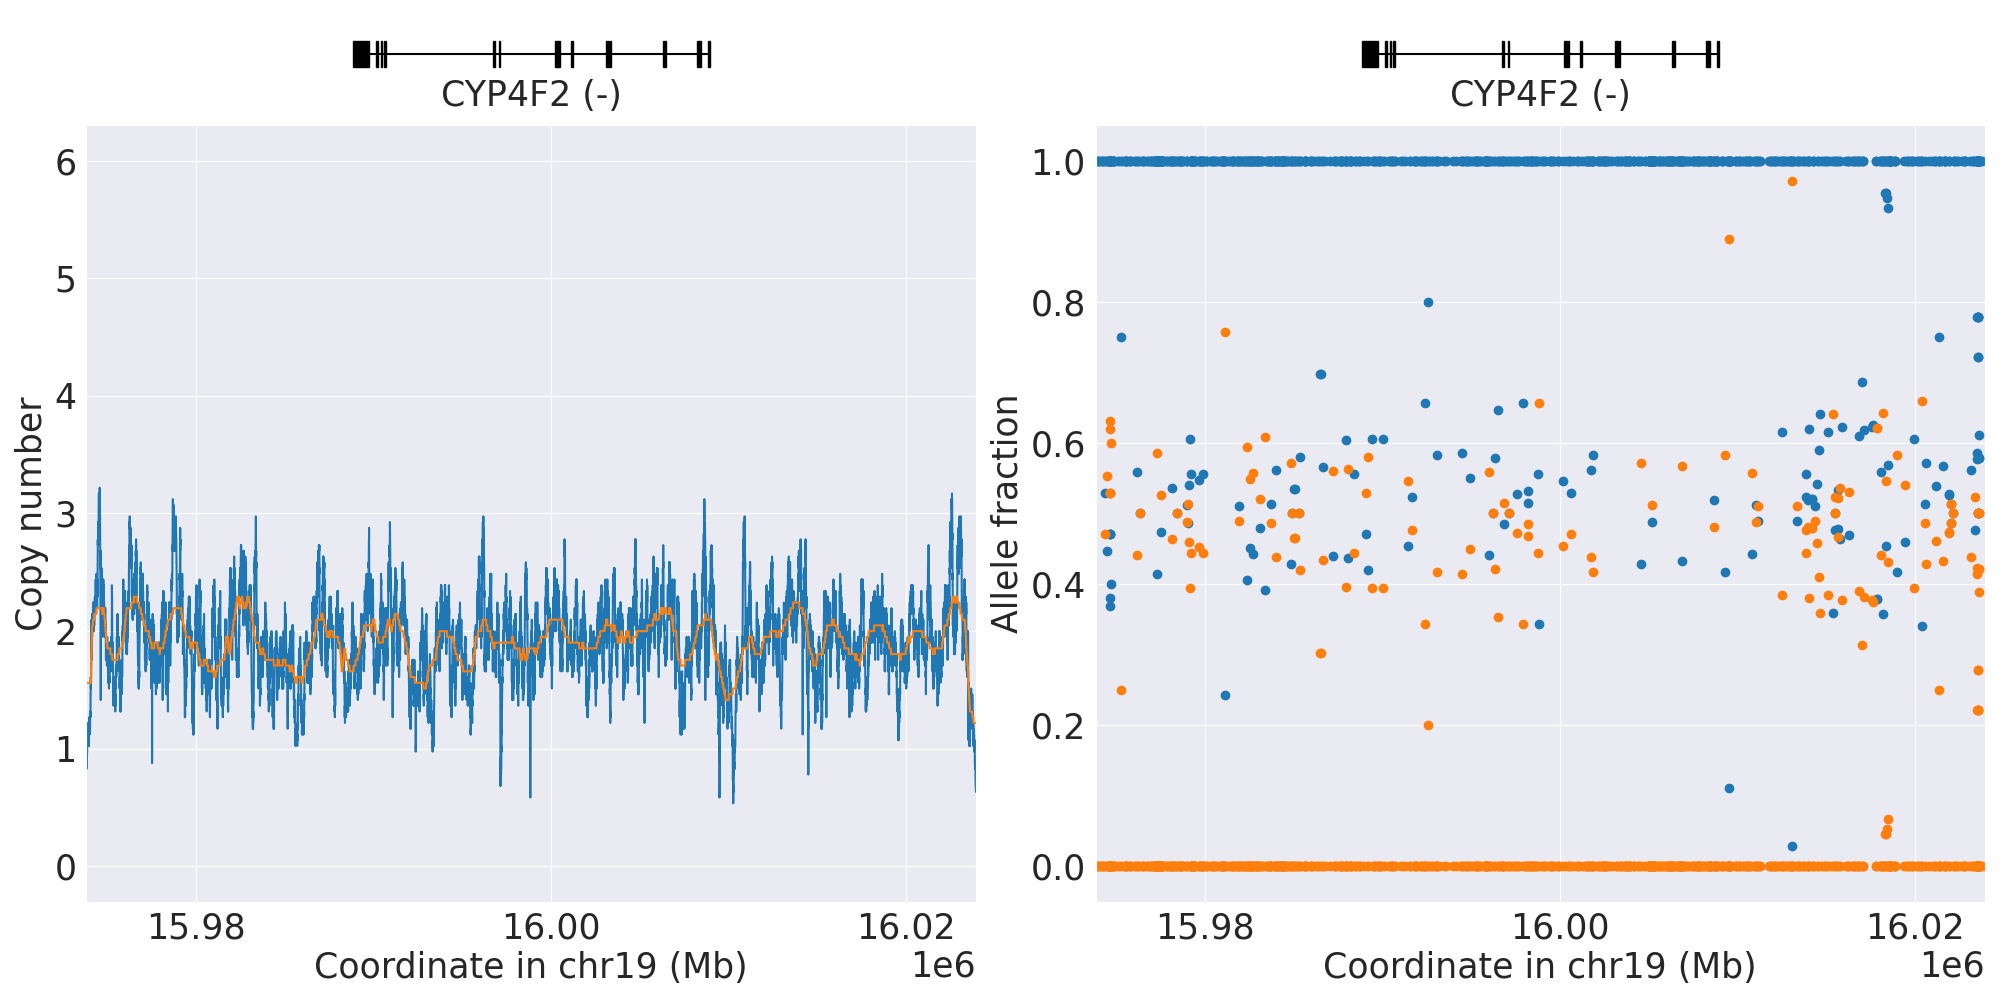 CYP4F2 (-)
6
5
4
3
2
1
0
Copy number
15.98
16.00
16.02
Coordinate in chr19 (Mb)
1e6
CYP4F2 (-)
1.0
0.8
0.6
0.4
0.2
0.0
Allele fraction
15.98
16.00
16.02
Coordinate in chr19 (Mb)
1e6